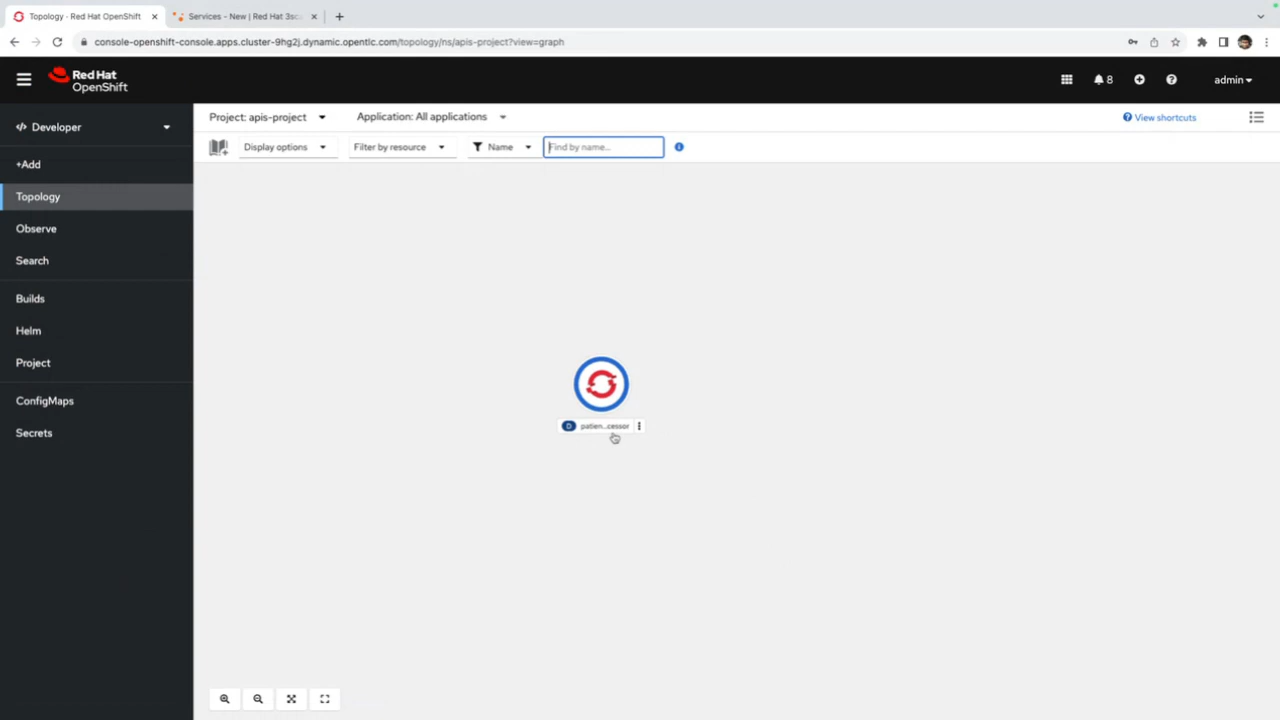 Topology · Red Hat OpenShift
Services - New | Red Hat 3sc
console-openshift-console.apps.cluster-9hg2j.dynamic.opentlc.com/topology/ns/apis-project?view=graph
Red Hat
OpenShift
8
admin
Developer
Project: apis-project
Application: All applications
View shortcuts
Display options
Filter by resource
Name
Find by name...
+Add
Topology
Observe
Search
Builds
Helm
Project
ConfigMaps
Secrets
D
patien...cessor